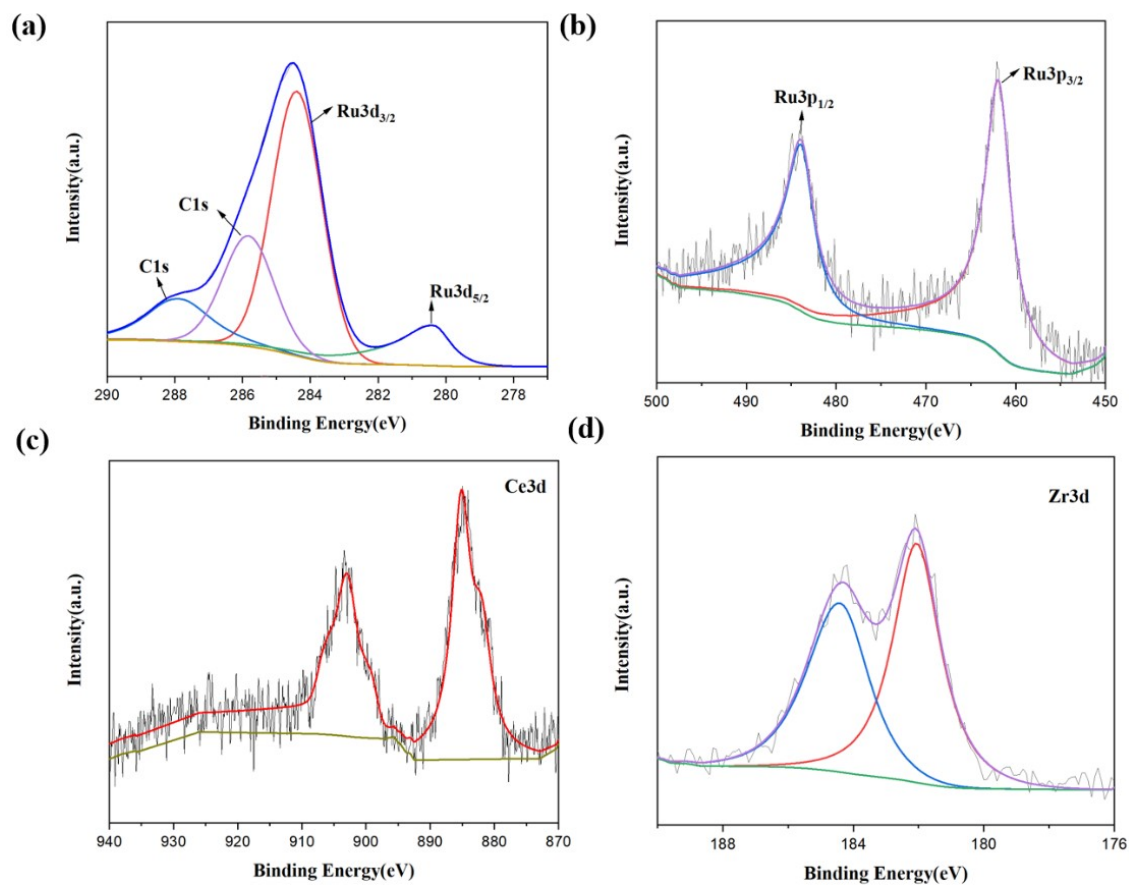 (a)
Intensity(a.u.)
Ru3d3/2
C1s
C1s
Ru3d5/2
290 288 286 284 282 280 278
Binding Energy(eV)
(b)
Intensity(a.u.)
Ru3p1/2
Ru3p3/2
500 490 480 470 460 450
Binding Energy(eV)
(c)
Intensity(a.u.)
Ce3d
940 930 920 910 900 890 880 870
Binding Energy(eV)
(d)
Intensity(a.u.)
Zr3d
188 184 180 176
Binding Energy(eV)